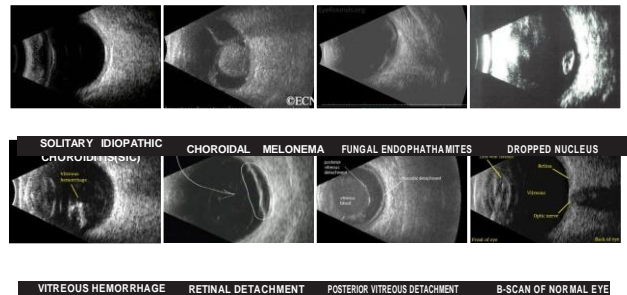 ©ECN
SOLITARY IDIOPATHIC
CHOROIDITIS(SIC)
CHOROIDAL MELONEMA
FUNGAL ENDOPHATHAMITES
DROPPED NUCLEUS
Vitreous
hemorrhage
posterior
vitreous
detachment
vitreous
blood
Retina
Vitreous
Optic nerve
Front of eye
Back of eye
VITREOUS HEMORRHAGE
RETINAL DETACHMENT
POSTERIOR VITREOUS DETACHMENT
B-SCAN OF NORMAL EYE